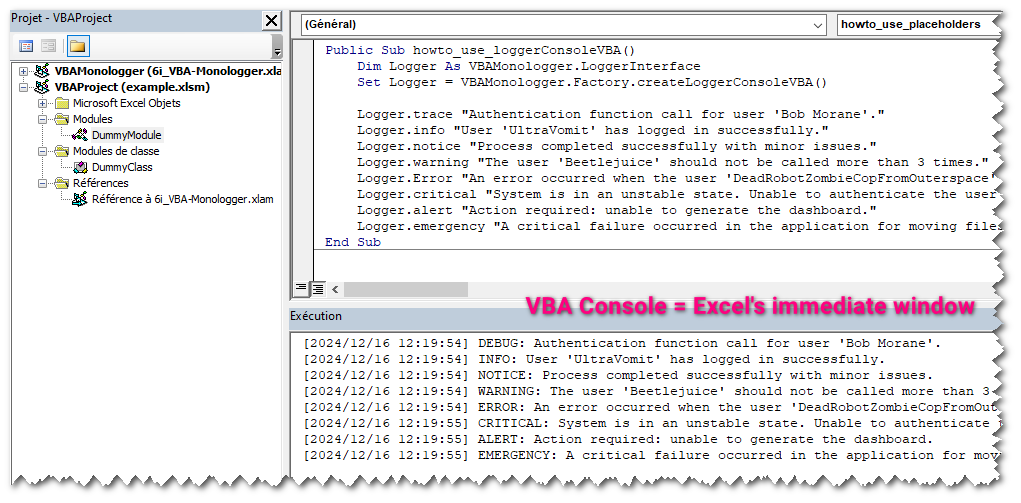 Projet - VBAProject
VBAMonologger (6i_VBA-Monologger.xla
VBAProject (example.xlsm)
Microsoft Excel Objets
Modules
DummyModule
Modules de classe
DummyClass
Références
Référence à 6i_VBA-Monologger.xlam
(Général)
howto_use_placeholders
Public Sub howto_use_loggerConsoleVBA()
Dim Logger As VBAMonologger.LoggerInterface
Set Logger = VBAMonologger.Factory.createLoggerConsoleVBA()
Logger.trace "Authentication function call for user 'Bob Morane'."
Logger.info "User 'UltraVomit' has logged in successfully."
Logger.notice "Process completed successfully with minor issues."
Logger.warning "The user 'Beetlejuice' should not be called more than 3 times."
Logger.Error "An error occurred when the user 'DeadRobotZombieCopFromOuterspace'
Logger.critical "System is in an unstable state. Unable to authenticate the user
Logger.alert "Action required: unable to generate the dashboard."
Logger.emergency "A critical failure occurred in the application for moving files
End Sub
VBA Console = Excel's immediate window
Exécution
[2024/12/16 12:19:54] DEBUG: Authentication function call for user 'Bob Morane'.
[2024/12/16 12:19:54] INFO: User 'UltraVomit' has logged in successfully.
[2024/12/16 12:19:54] NOTICE: Process completed successfully with minor issues.
[2024/12/16 12:19:54] WARNING: The user 'Beetlejuice' should not be called more than 3
[2024/12/16 12:19:54] ERROR: An error occurred when the user 'DeadRobotZombieCopFromOut
[2024/12/16 12:19:55] CRITICAL: System is in an unstable state. Unable to authenticate
[2024/12/16 12:19:55] ALERT: Action required: unable to generate the dashboard.
[2024/12/16 12:19:55] EMERGENCY: A critical failure occurred in the application for mov